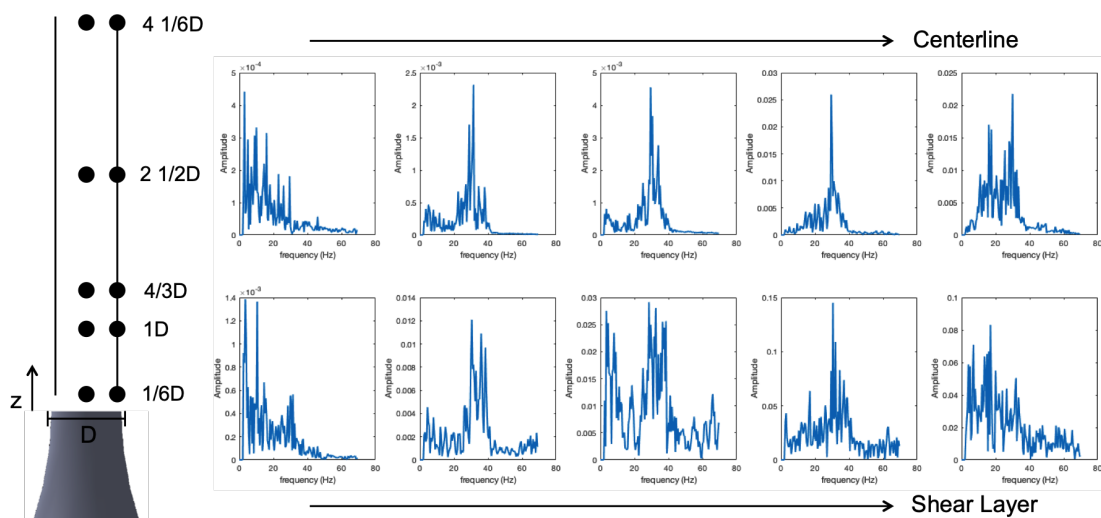 4 1/6D
2 1/2D
4/3D
1D
1/6D
z
D
Centerline
×10⁻⁴
5
4
3
2
1
0
0 20 40 60 80
Amplitude
frequency (Hz)
×10⁻³
2.5
2
1.5
1
0.5
0
0 20 40 60 80
Amplitude
frequency (Hz)
×10⁻³
5
4
3
2
1
0
0 20 40 60 80
Amplitude
frequency (Hz)
0.03
0.025
0.02
0.015
0.01
0.005
0
0 20 40 60 80
Amplitude
frequency (Hz)
0.025
0.02
0.015
0.01
0.005
0
0 20 40 60 80
Amplitude
frequency (Hz)
×10⁻³
1.4
1.2
1
0.8
0.6
0.4
0.2
0
0 20 40 60 80
Amplitude
frequency (Hz)
0.014
0.012
0.01
0.008
0.006
0.004
0.002
0
0 20 40 60 80
Amplitude
frequency (Hz)
0.03
0.025
0.02
0.015
0.01
0.005
0
0 20 40 60 80
Amplitude
frequency (Hz)
0.15
0.1
0.05
0
0 20 40 60 80
Amplitude
frequency (Hz)
0.1
0.08
0.06
0.04
0.02
0
0 20 40 60 80
Amplitude
frequency (Hz)
Shear Layer